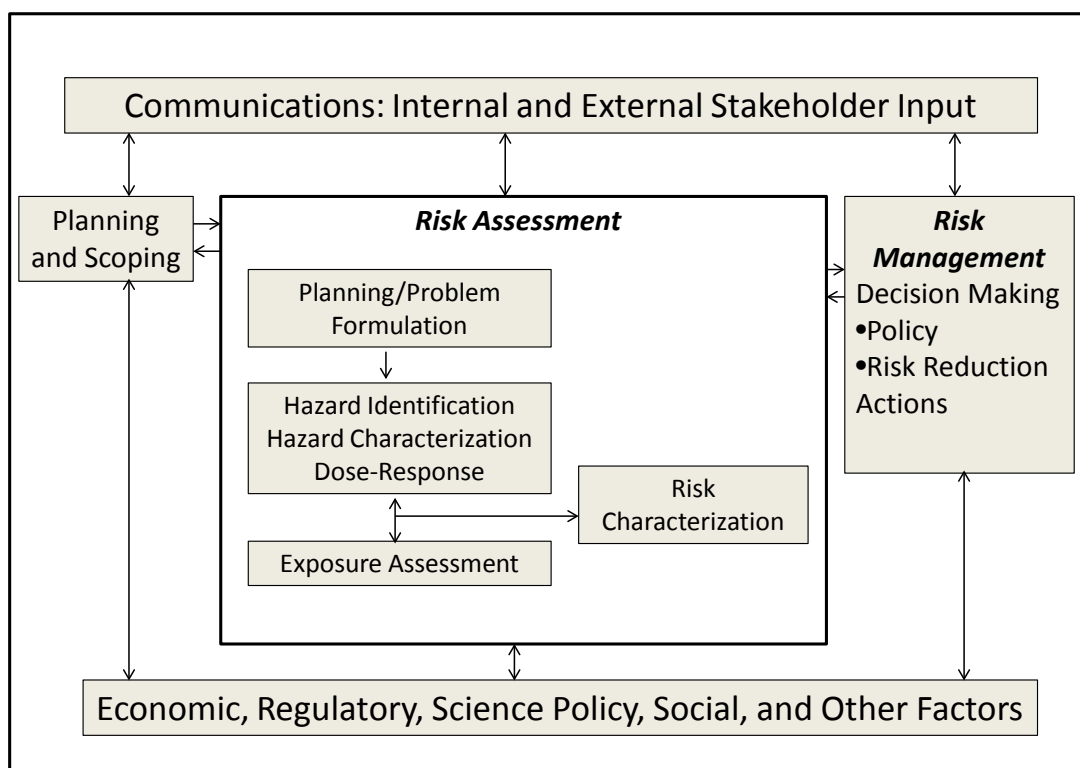 Communications: Internal and External Stakeholder Input
Planning
and Scoping
Risk Assessment
Planning/Problem
Formulation
Hazard Identification
Hazard Characterization
Dose-Response
Exposure Assessment
Risk
Characterization
Risk
Management
Decision Making
•Policy
•Risk Reduction
Actions
Economic, Regulatory, Science Policy, Social, and Other Factors